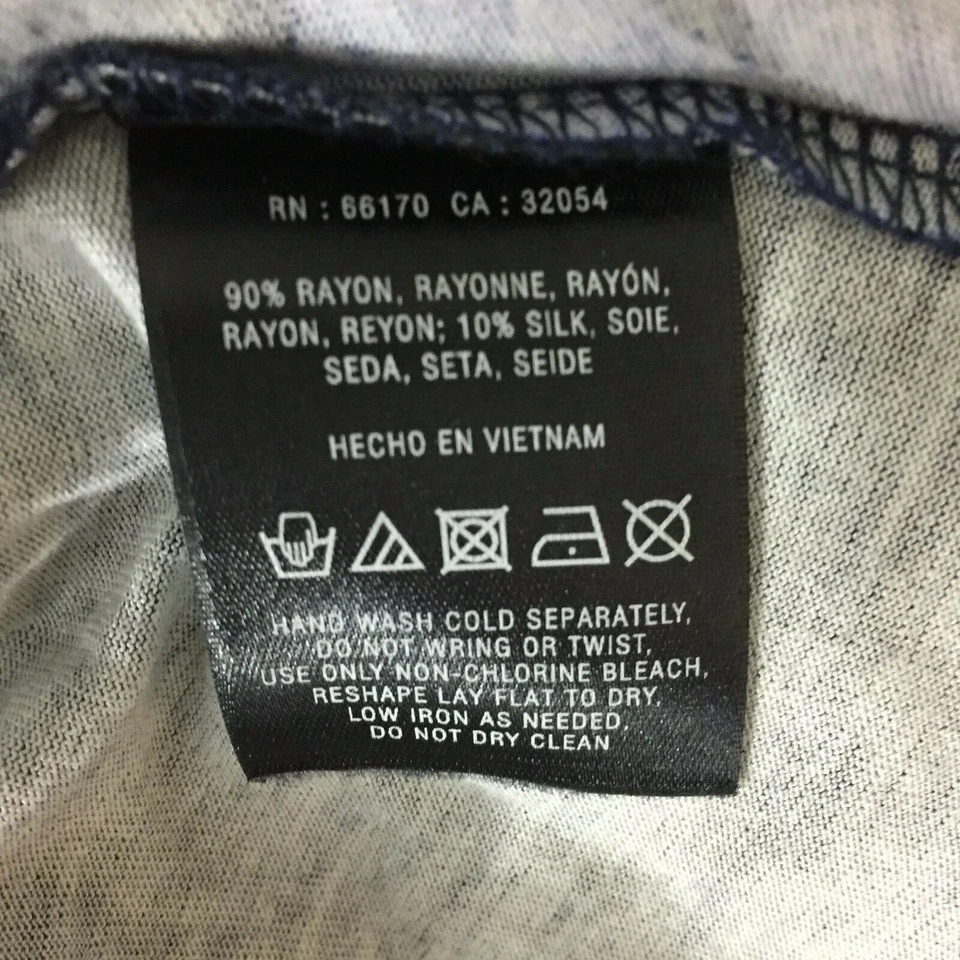 RN : 66170 CA : 32054
90% RAYON, RAYONNE, RAYÓN,
RAYON, REYON; 10% SILK, SOIE,
SEDA, SETA, SEIDE
HECHO EN VIETNAM
HAND WASH COLD SEPARATELY,
DO NOT WRING OR TWIST,
USE ONLY NON-CHLORINE BLEACH,
RESHAPE LAY FLAT TO DRY,
LOW IRON AS NEEDED,
DO NOT DRY CLEAN